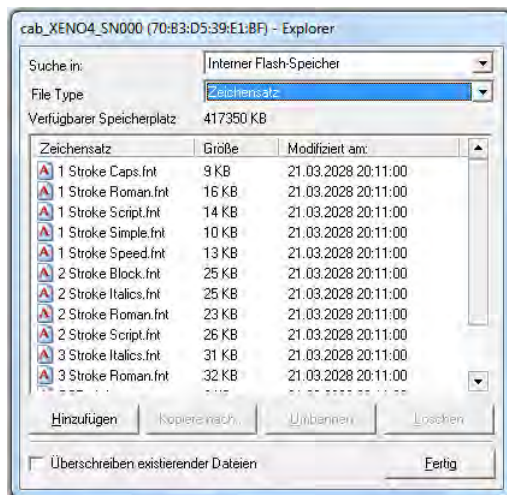 cab_XENO4_SN000 (70:B3:D5:39:E1:BF) - Explorer
Suche in: Interner Flash-Speicher
File Type Zeichensatz
Verfügbarer Speicherplatz 417350 KB
Zeichensatz Größe Modifiziert am:
1 Stroke Caps.fnt 9 KB 21.03.2028 20:11:00
1 Stroke Roman.fnt 16 KB 21.03.2028 20:11:00
1 Stroke Script.fnt 14 KB 21.03.2028 20:11:00
1 Stroke Simple.fnt 10 KB 21.03.2028 20:11:00
1 Stroke Speed.fnt 13 KB 21.03.2028 20:11:00
2 Stroke Block.fnt 25 KB 21.03.2028 20:11:00
2 Stroke Italics.fnt 25 KB 21.03.2028 20:11:00
2 Stroke Roman.fnt 23 KB 21.03.2028 20:11:00
2 Stroke Script.fnt 26 KB 21.03.2028 20:11:00
3 Stroke Italics.fnt 31 KB 21.03.2028 20:11:00
3 Stroke Roman.fnt 32 KB 21.03.2028 20:11:00
Hinzufügen Kopiere nach... Umbennen Löschen
Überschreiben existierender Dateien Fertig